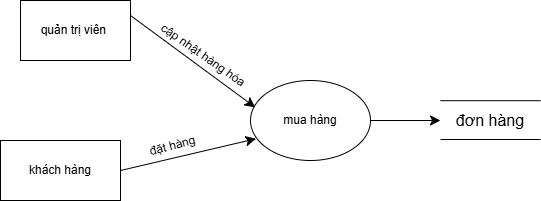 quản trị viên
cập nhật hàng hóa
mua hàng
đơn hàng
đặt hàng
khách hàng